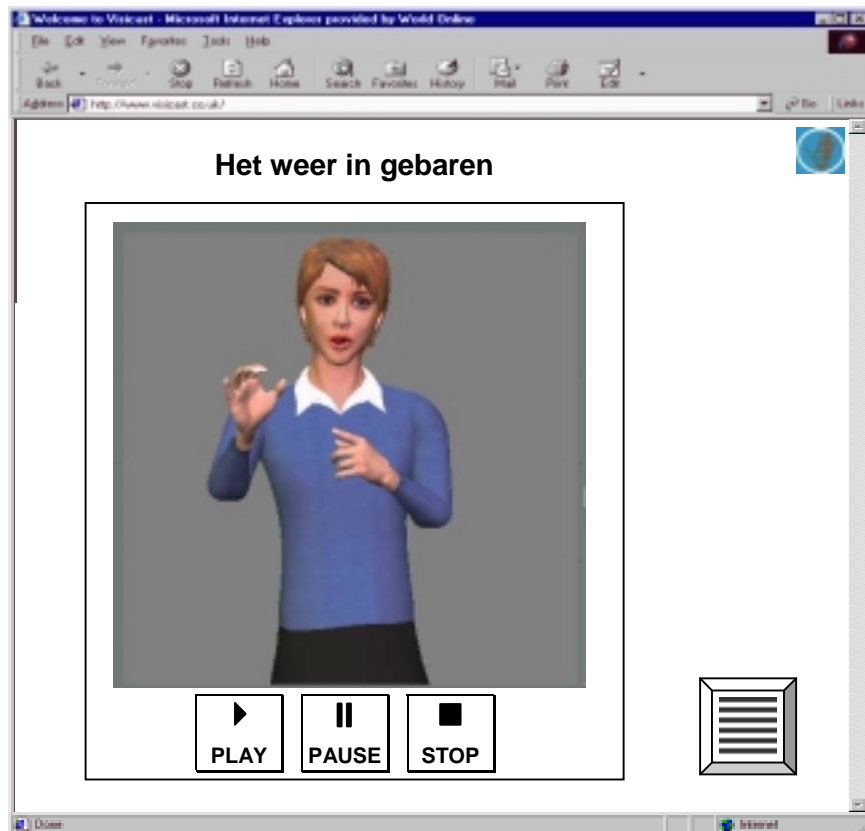 Welcome to Visicast - Microsoft Internet Explorer provided by World Online
File Edit View Favorites Tools Help
Back Forward Stop Refresh Home Search Favorites History Mail Print Edit
Address http://www.visicast.co.uk/ Go Links
Het weer in gebaren
PLAY PAUSE STOP
Done Internet